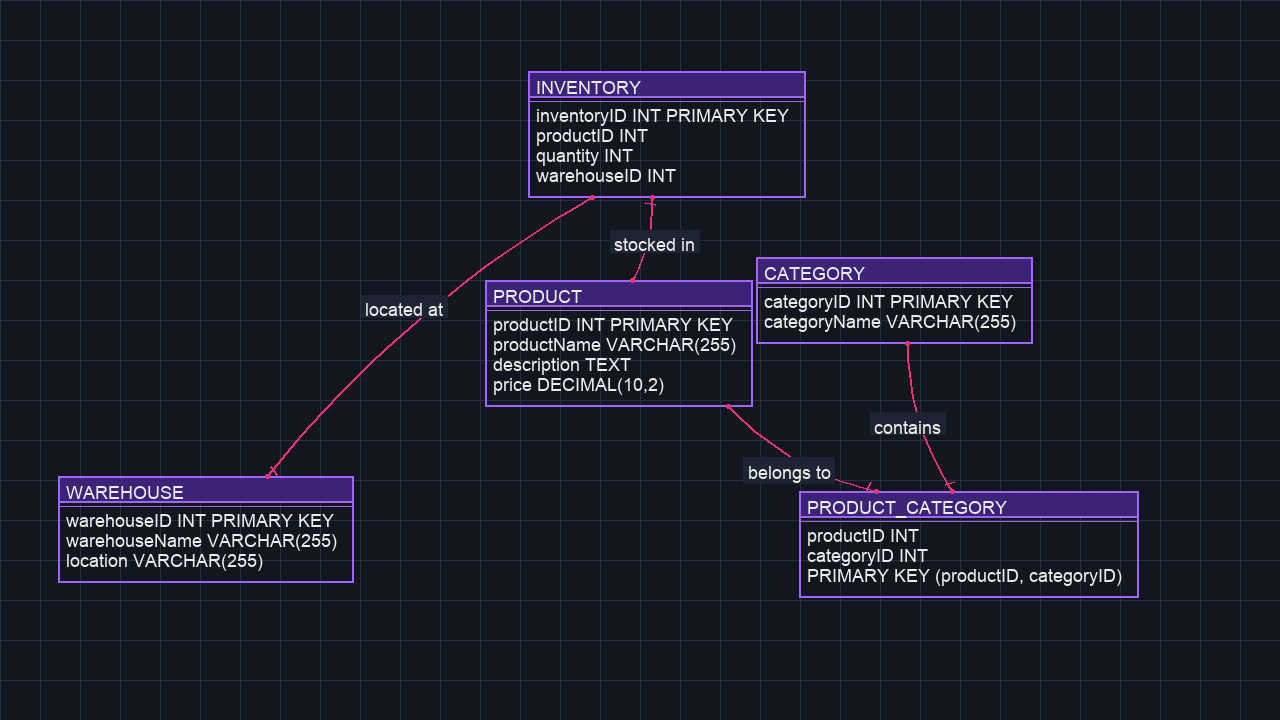 INVENTORY
inventoryID INT PRIMARY KEY
productID INT
quantity INT
warehouseID INT
stocked in
located at
PRODUCT
productID INT PRIMARY KEY
productName VARCHAR(255)
description TEXT
price DECIMAL(10,2)
CATEGORY
categoryID INT PRIMARY KEY
categoryName VARCHAR(255)
contains
belongs to
WAREHOUSE
warehouseID INT PRIMARY KEY
warehouseName VARCHAR(255)
location VARCHAR(255)
PRODUCT_CATEGORY
productID INT
categoryID INT
PRIMARY KEY (productID, categoryID)